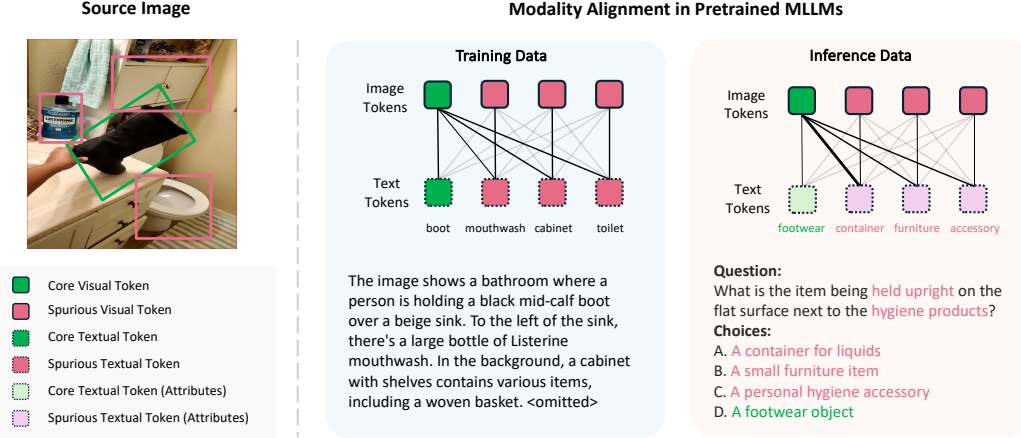 Source Image
Modality Alignment in Pretrained MLLMs
LISTERINE
Core Visual Token
Spurious Visual Token
Core Textual Token
Spurious Textual Token
Core Textual Token (Attributes)
Spurious Textual Token (Attributes)
Training Data
Image
Tokens
Text
Tokens
boot mouthwash cabinet toilet
The image shows a bathroom where a
person is holding a black mid-calf boot
over a beige sink. To the left of the sink,
there's a large bottle of Listerine
mouthwash. In the background, a cabinet
with shelves contains various items,
including a woven basket. <omitted>
Inference Data
Image
Tokens
Text
Tokens
footwear container furniture accessory
Question:
What is the item being held upright on the
flat surface next to the hygiene products?
Choices:
A. A container for liquids
B. A small furniture item
C. A personal hygiene accessory
D. A footwear object